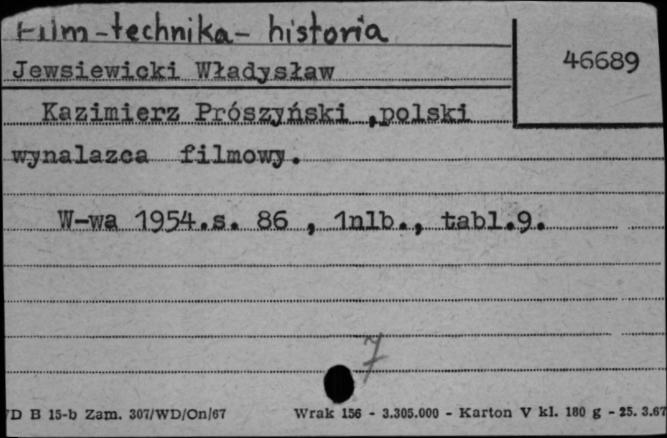 Film-technika- historia
46689
Jewsiewicki Władysław
Kazimierz Prószyński ,polski
wynalazca filmowy.
W-wa 1954.s. 86 , 1nlb., tabl.9.
7
D B 15-b Zam. 307/WD/On/67 Wrak 156 - 3.305.000 - Karton V kl. 180 g - 25. 3.67